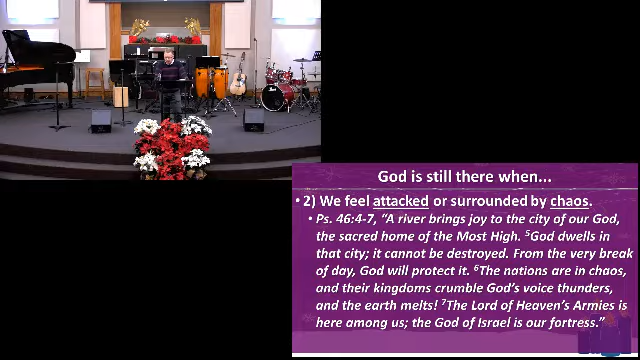 God is still there when...
• 2) We feel attacked or surrounded by chaos.
• Ps. 46:4-7, “A river brings joy to the city of our God,
the sacred home of the Most High. ⁵God dwells in
that city; it cannot be destroyed. From the very break
of day, God will protect it. ⁶The nations are in chaos,
and their kingdoms crumble God’s voice thunders,
and the earth melts! ⁷The Lord of Heaven’s Armies is
here among us; the God of Israel is our fortress.”